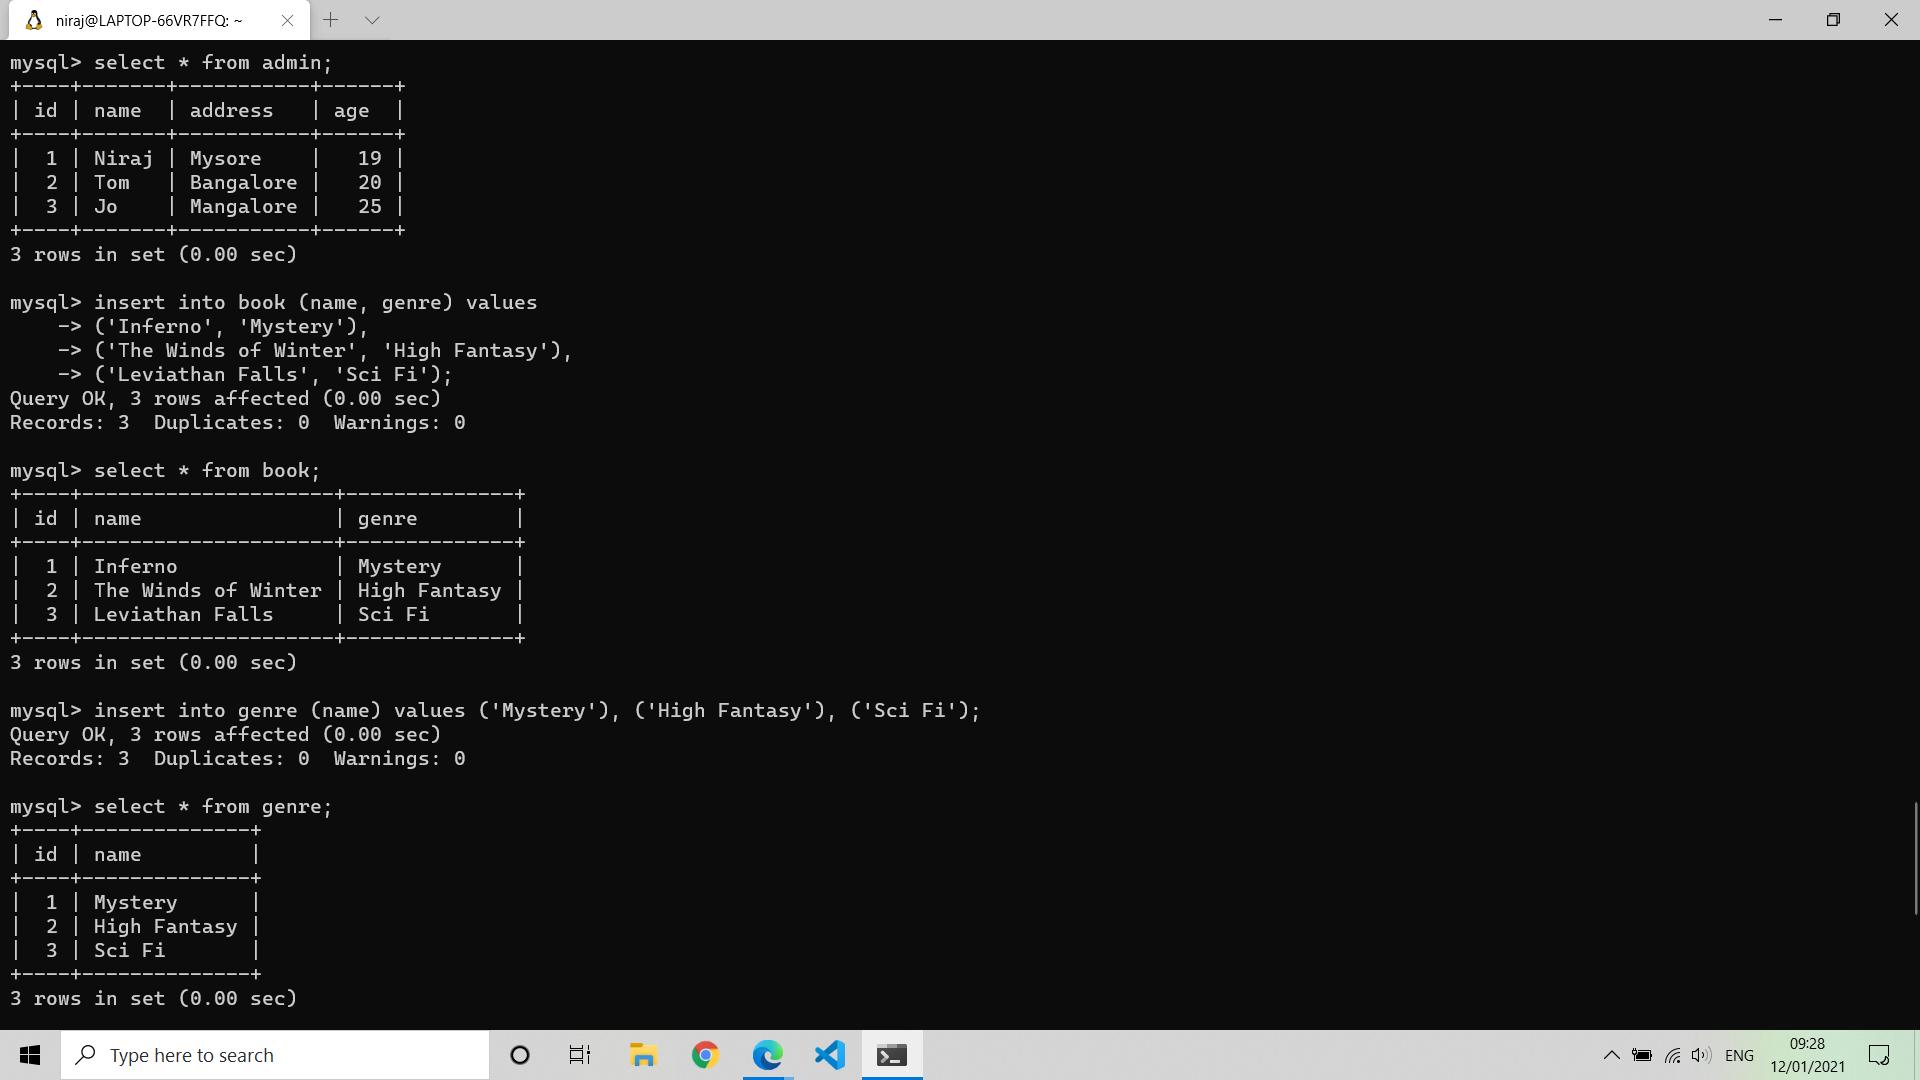 niraj@LAPTOP-66VR7FFQ: ~
mysql> select * from admin;
+----+-------+-----------+------+
| id | name  | address   | age  |
+----+-------+-----------+------+
|  1 | Niraj | Mysore    |   19 |
|  2 | Tom   | Bangalore |   20 |
|  3 | Jo    | Mangalore |   25 |
+----+-------+-----------+------+
3 rows in set (0.00 sec)
mysql> insert into book (name, genre) values
    -> ('Inferno', 'Mystery'),
    -> ('The Winds of Winter', 'High Fantasy'),
    -> ('Leviathan Falls', 'Sci Fi');
Query OK, 3 rows affected (0.00 sec)
Records: 3  Duplicates: 0  Warnings: 0
mysql> select * from book;
+----+---------------------+--------------+
| id | name                | genre        |
+----+---------------------+--------------+
|  1 | Inferno             | Mystery      |
|  2 | The Winds of Winter | High Fantasy |
|  3 | Leviathan Falls     | Sci Fi       |
+----+---------------------+--------------+
3 rows in set (0.00 sec)
mysql> insert into genre (name) values ('Mystery'), ('High Fantasy'), ('Sci Fi');
Query OK, 3 rows affected (0.00 sec)
Records: 3  Duplicates: 0  Warnings: 0
mysql> select * from genre;
+----+--------------+
| id | name         |
+----+--------------+
|  1 | Mystery      |
|  2 | High Fantasy |
|  3 | Sci Fi       |
+----+--------------+
3 rows in set (0.00 sec)
Type here to search
ENG
09:28
12/01/2021